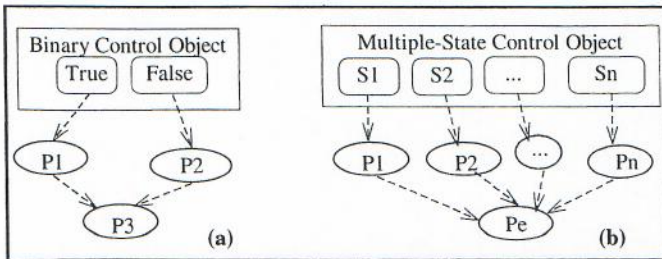 Binary Control Object
True False
P1 P2
P3
(a)
Multiple-State Control Object
S1 S2 ... Sn
P1 P2 ... Pn
Pe
(b)